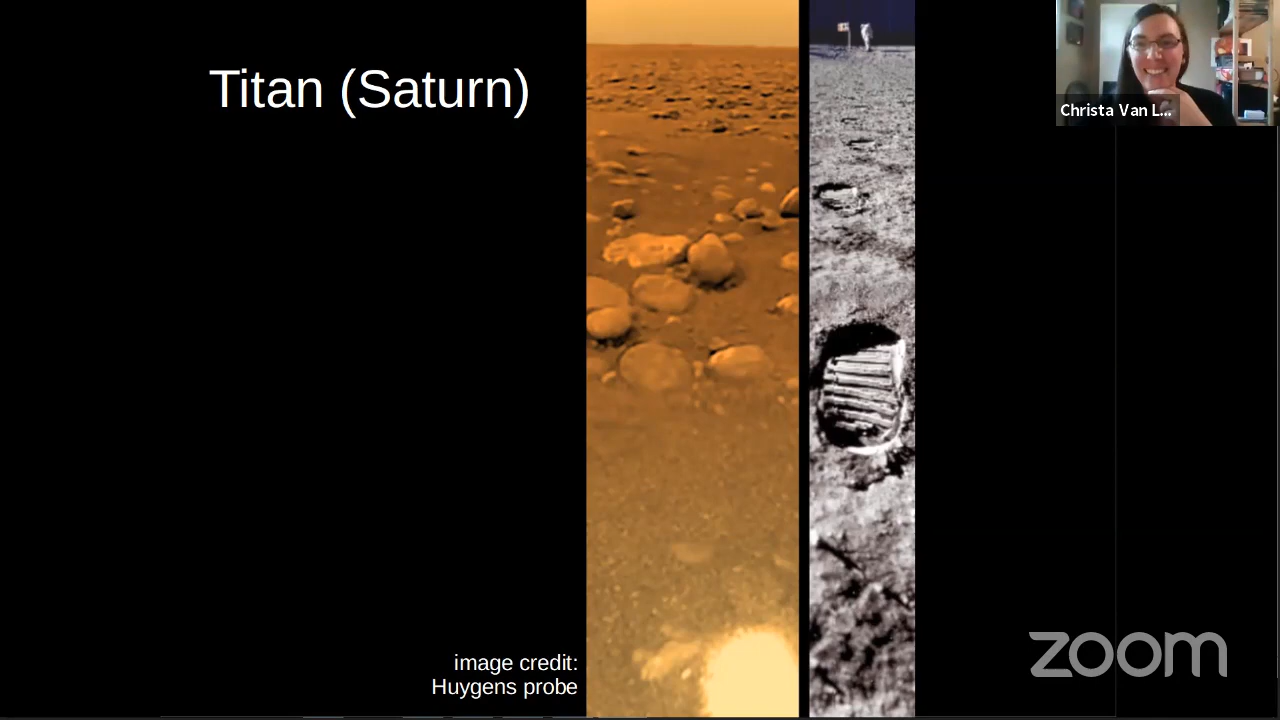 Titan (Saturn)
Christa Van L...
image credit:
Huygens probe
zoom